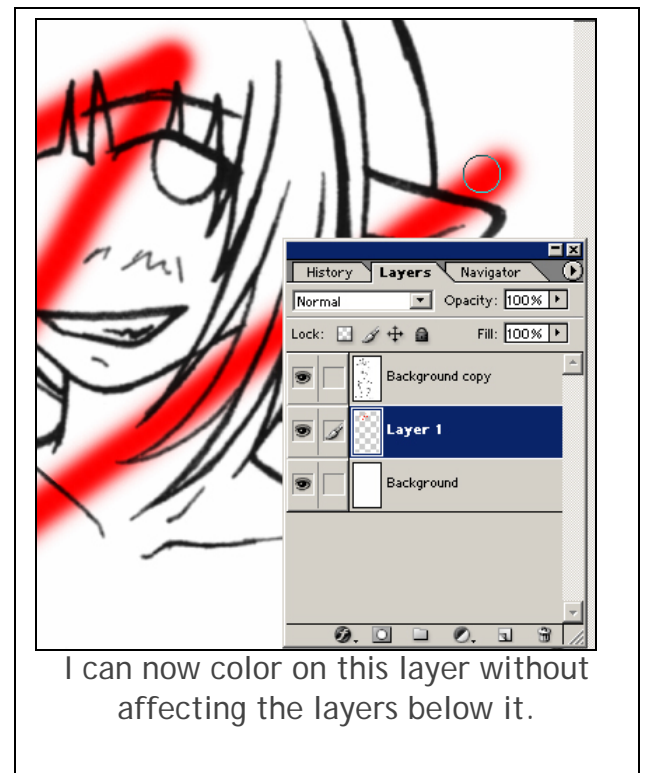 History Layers Navigator
Normal Opacity: 100%
Lock: Fill: 100%
Background copy
Layer 1
Background
I can now color on this layer without
affecting the layers below it.